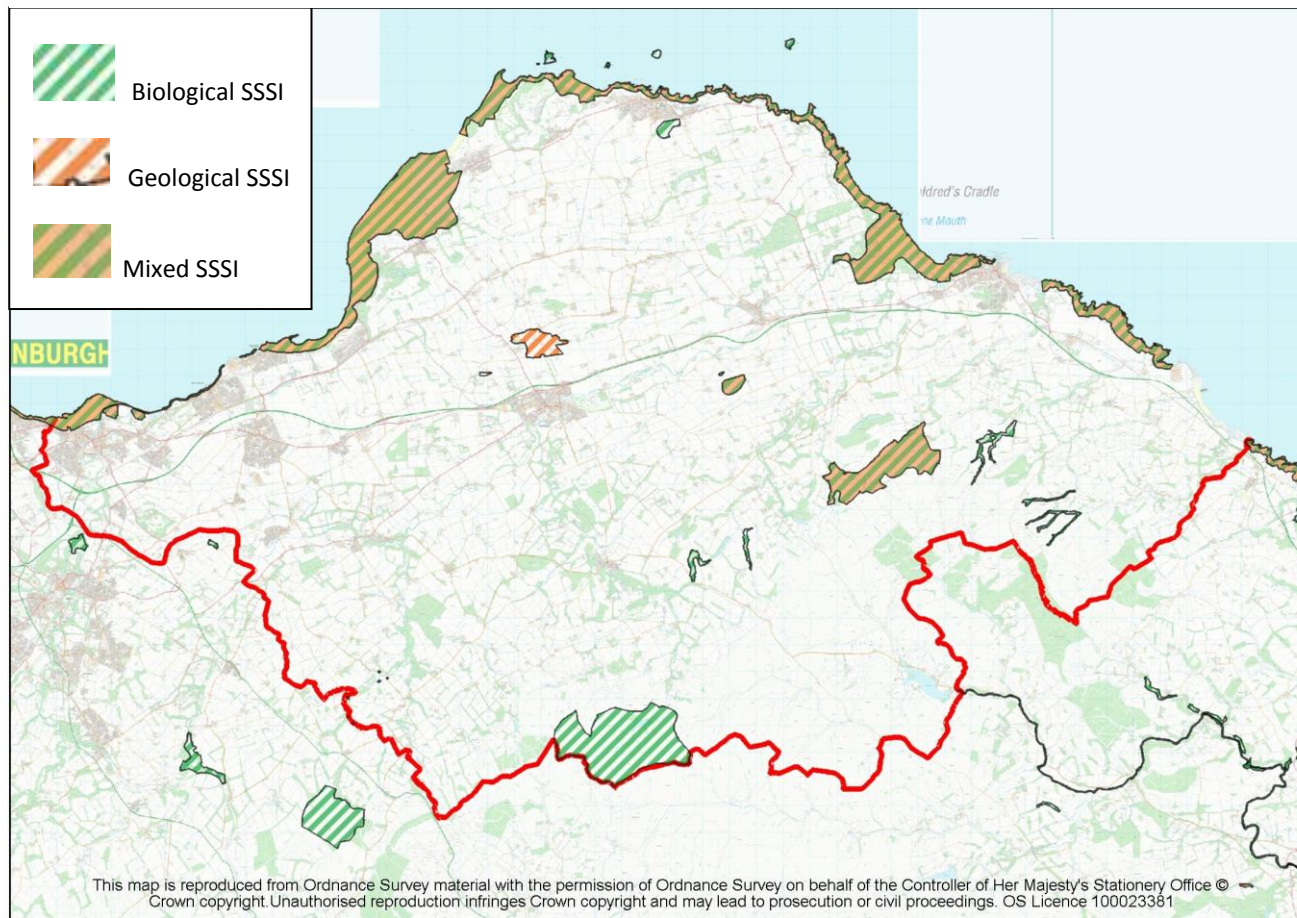 Biological SSSI
Geological SSSI
Mixed SSSI
NBURGH
ldred's Cradle
ne Mouth
This map is reproduced from Ordnance Survey material with the permission of Ordnance Survey on behalf of the Controller of Her Majesty's Stationery Office ©
Crown copyright.Unauthorised reproduction infringes Crown copyright and may lead to prosecution or civil proceedings. OS Licence 100023381